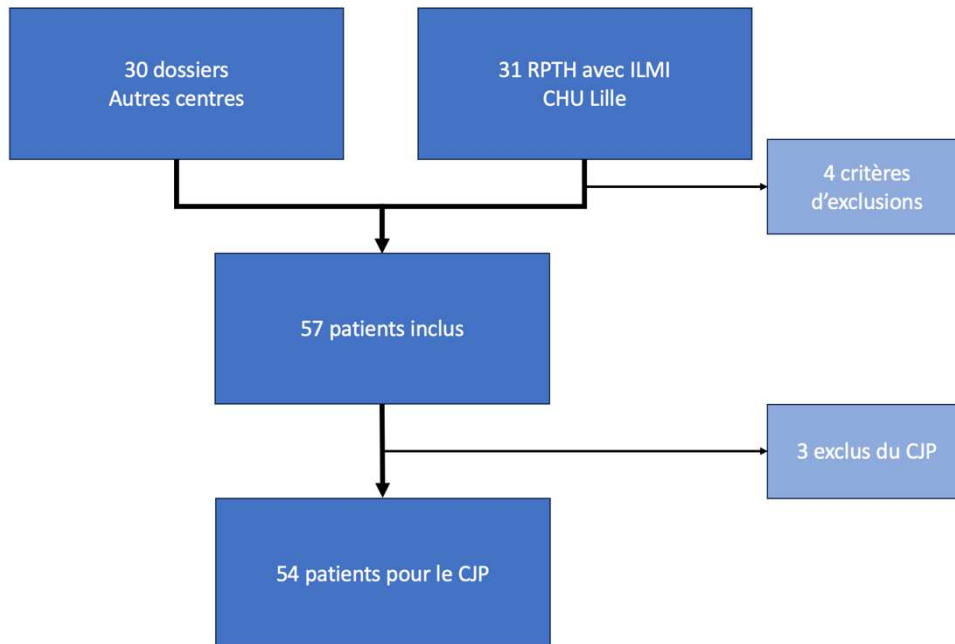 30 dossiers
Autres centres
31 RPTH avec ILMI
CHU Lille
4 critères
d'exclusions
57 patients inclus
3 exclus du CJP
54 patients pour le CJP